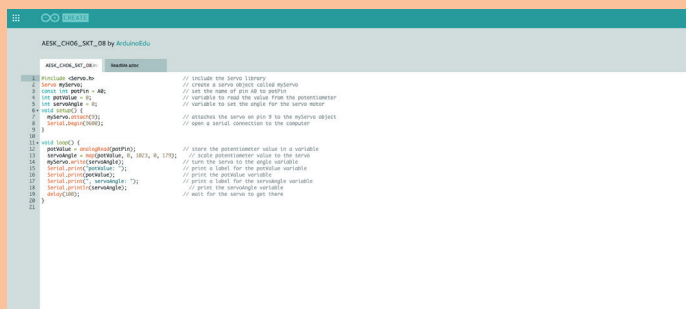 CREATE
AESK_CH06_SKT_08 by ArduinoEdu
AESK_CH06_SKT_08.ino ReadMe.adoc
1 #include <Servo.h> // include the Servo library
2 Servo myServo; // create a servo object called myServo
3 const int potPin = A0; // set the name of pin A0 to potPin
4 int potValue = 0; // variable to read the value from the potentiometer
5 int servoAngle = 0; // variable to set the angle for the servo motor
6 void setup() {
7 myServo.attach(9); // attaches the servo on pin 9 to the myServo object
8 Serial.begin(9600); // open a serial connection to the computer
9 }
10
11 void loop() {
12 potValue = analogRead(potPin); // store the potentiometer value in a variable
13 servoAngle = map(potValue, 0, 1023, 0, 179); // scale potentiometer value to the servo
14 myServo.write(servoAngle); // turn the servo to the angle variable
15 Serial.print("potValue: "); // print a label for the potValue variable
16 Serial.print(potValue); // print the potValue variable
17 Serial.print(", servoAngle: "); // print a label for the servoAngle variable
18 Serial.println(servoAngle); // print the servoAngle variable
19 delay(100); // wait for the servo to get there
20 }
21